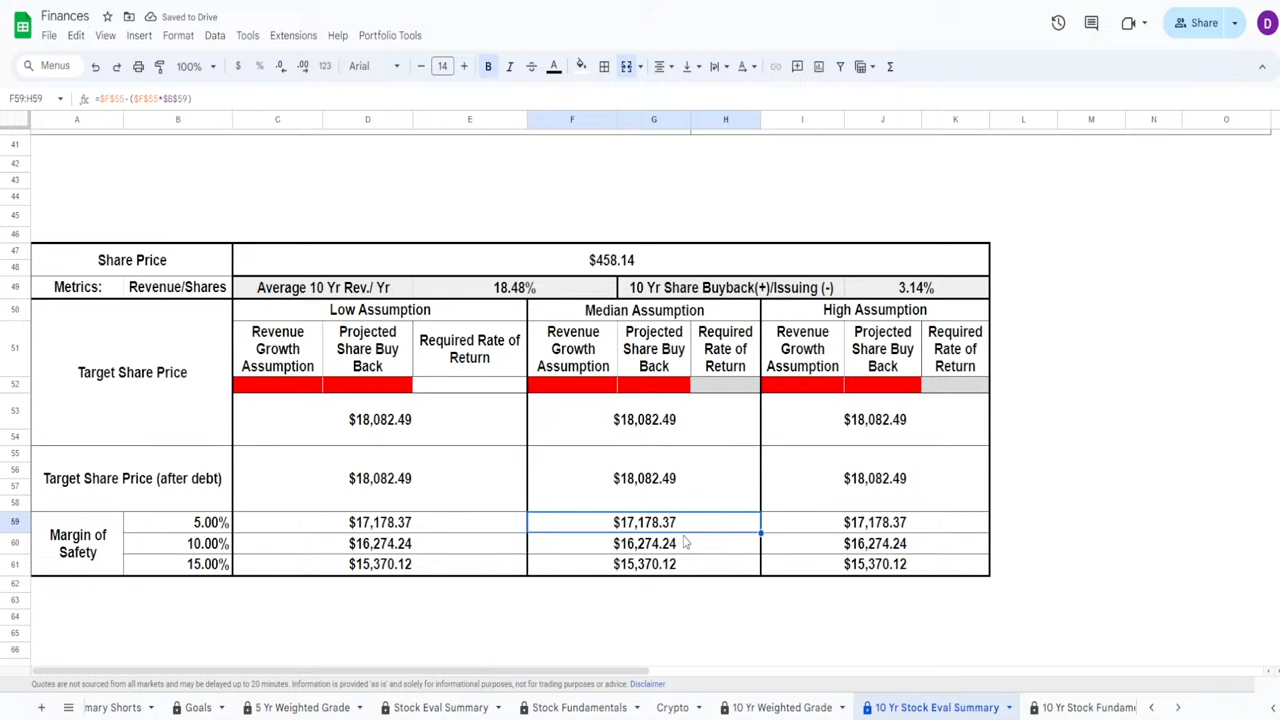 Finances Saved to Drive
File Edit View Insert Format Data Tools Extensions Help Portfolio Tools
Share D
Menus 100% $ % .0 .00 123 Arial 14 B I A
F59:H59 fx =$F$55-($F$55*$B$59)
A B C D E F G H I J K L M N O
41
42
43
44
45
46
47 Share Price $458.14
48
49 Metrics: Revenue/Shares Average 10 Yr Rev./ Yr 18.48% 10 Yr Share Buyback(+)/Issuing (-) 3.14%
50 Low Assumption Median Assumption High Assumption
Revenue Projected Revenue Projected Required Revenue Projected Required
51 Growth Share Buy Required Rate of Growth Share Buy Rate of Growth Share Buy Rate of
Assumption Back Return Assumption Back Return Assumption Back Return
Target Share Price
52
53 $18,082.49 $18,082.49 $18,082.49
54
55
56
Target Share Price (after debt) $18,082.49 $18,082.49 $18,082.49
57
58
59 5.00% $17,178.37 $17,178.37 $17,178.37
Margin of
60 Safety 10.00% $16,274.24 $16,274.24 $16,274.24
61 15.00% $15,370.12 $15,370.12 $15,370.12
62
63
64
65
66
Quotes are not sourced from all markets and may be delayed up to 20 minutes. Information is provided 'as is' and solely for informational purposes, not for trading purposes or advice. Disclaimer
mary Shorts Goals 5 Yr Weighted Grade Stock Eval Summary Stock Fundamentals Crypto 10 Yr Weighted Grade 10 Yr Stock Eval Summary 10 Yr Stock Fundame